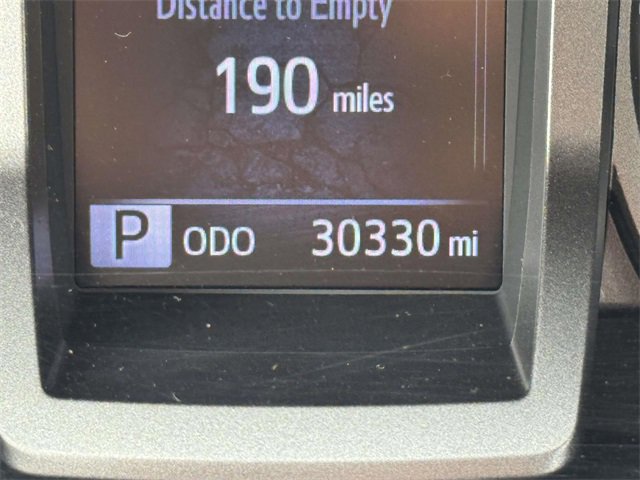 Distance to Empty
190 miles
P ODO 30330 mi